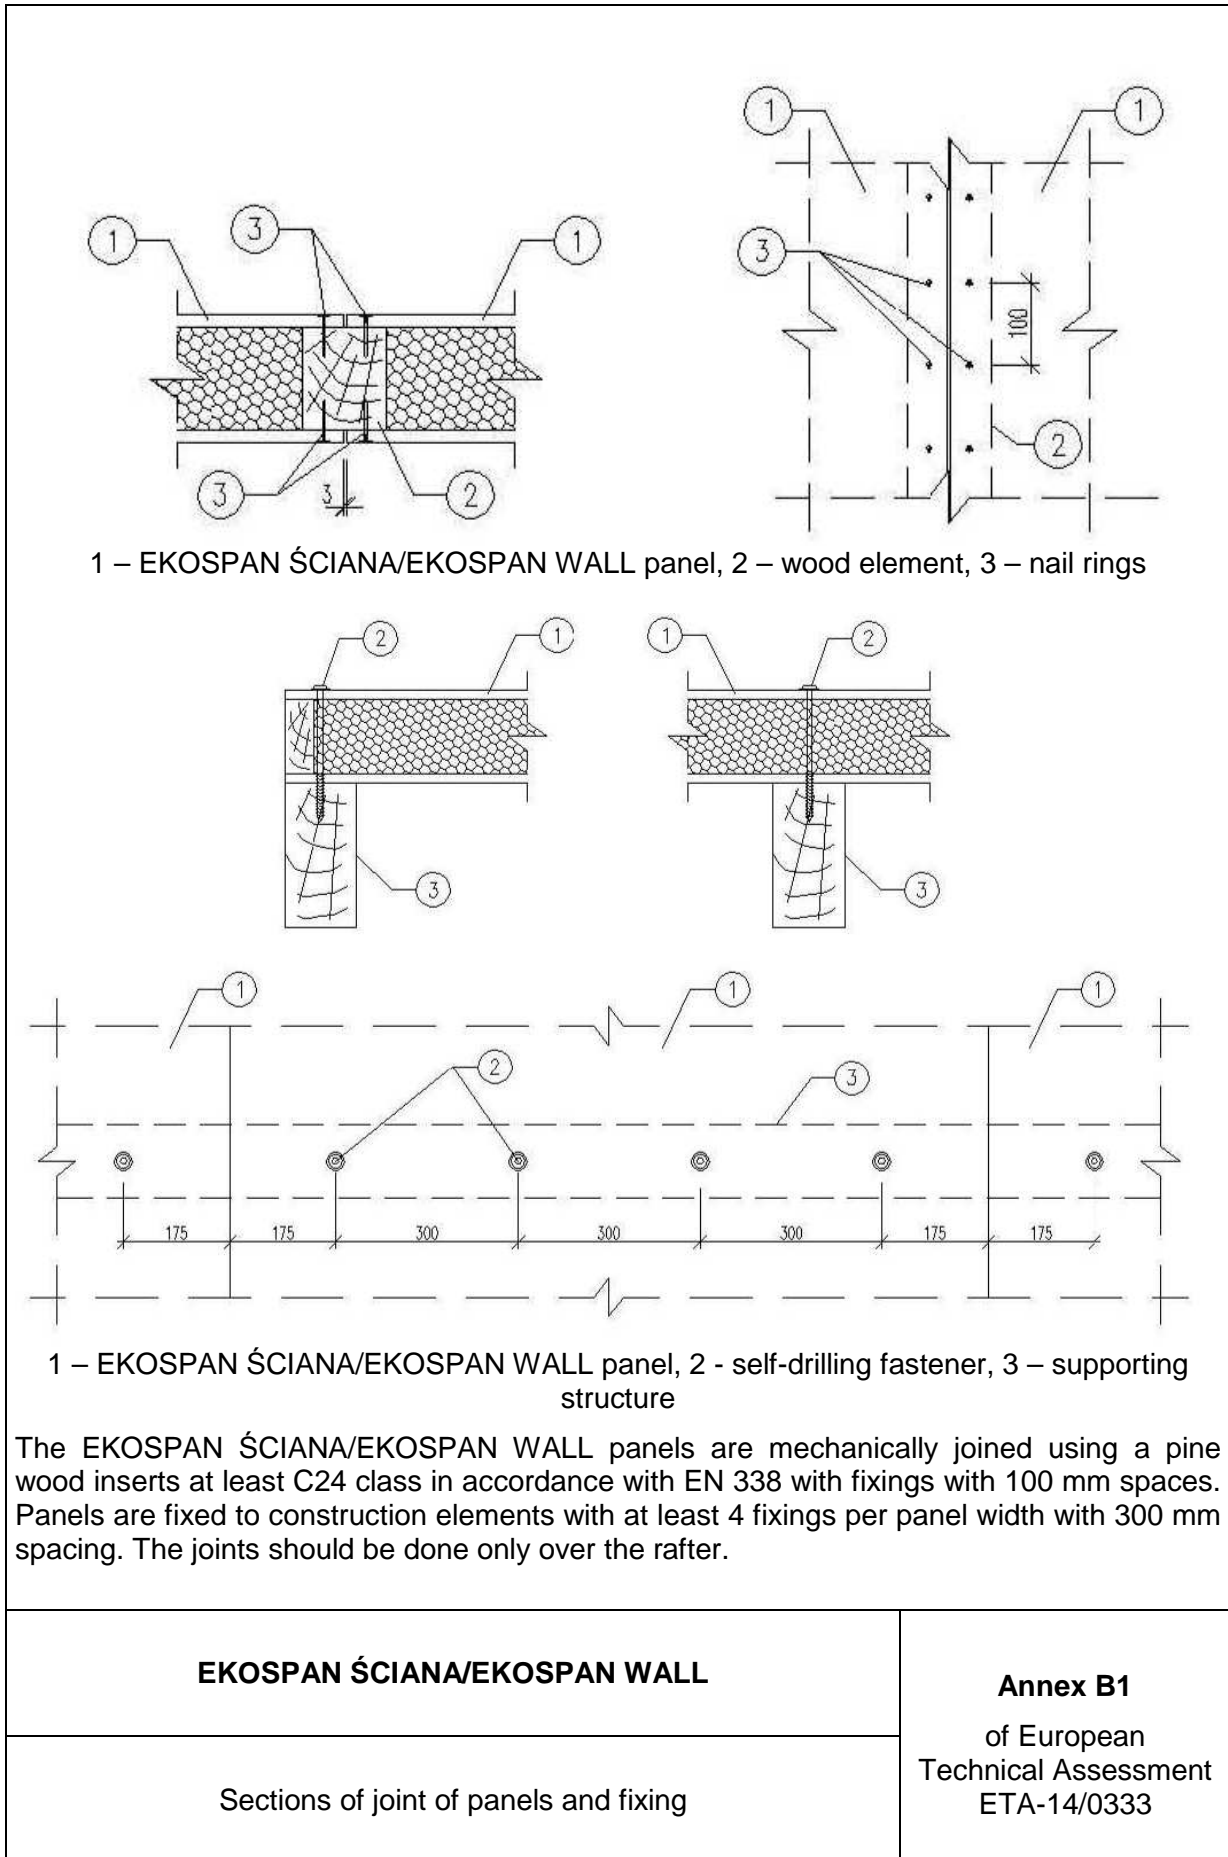 1
1
1
3
1
3
100
2
3
3
2
1 – EKOSPAN ŚCIANA/EKOSPAN WALL panel, 2 – wood element, 3 – nail rings
2
1
1
2
3
3
1
1
1
2
3
175
175
300
300
300
175
175
1 – EKOSPAN ŚCIANA/EKOSPAN WALL panel, 2 - self-drilling fastener, 3 – supporting
structure
The EKOSPAN ŚCIANA/EKOSPAN WALL panels are mechanically joined using a pine
wood inserts at least C24 class in accordance with EN 338 with fixings with 100 mm spaces.
Panels are fixed to construction elements with at least 4 fixings per panel width with 300 mm
spacing. The joints should be done only over the rafter.
EKOSPAN ŚCIANA/EKOSPAN WALL
Sections of joint of panels and fixing
Annex B1
of European
Technical Assessment
ETA-14/0333